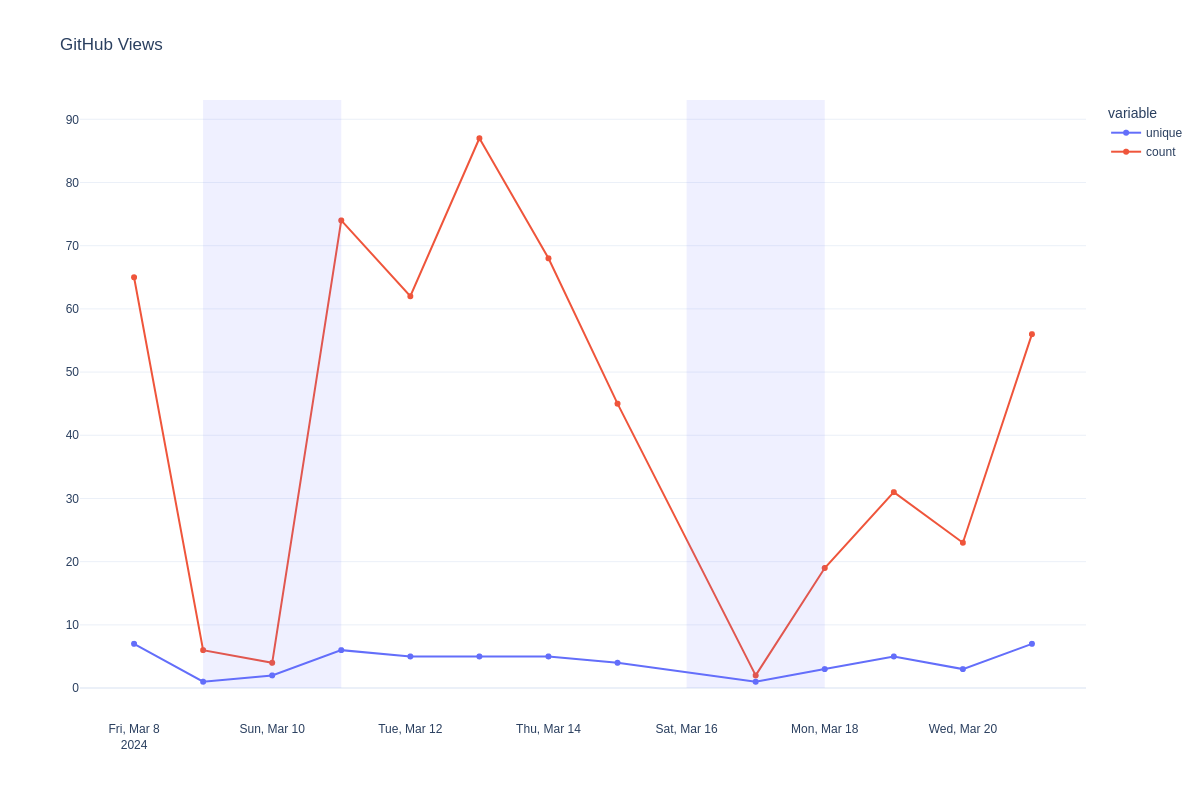 GitHub Views
variable
unique
count
90
80
70
60
50
40
30
20
10
0
Fri, Mar 8
2024
Sun, Mar 10
Tue, Mar 12
Thu, Mar 14
Sat, Mar 16
Mon, Mar 18
Wed, Mar 20